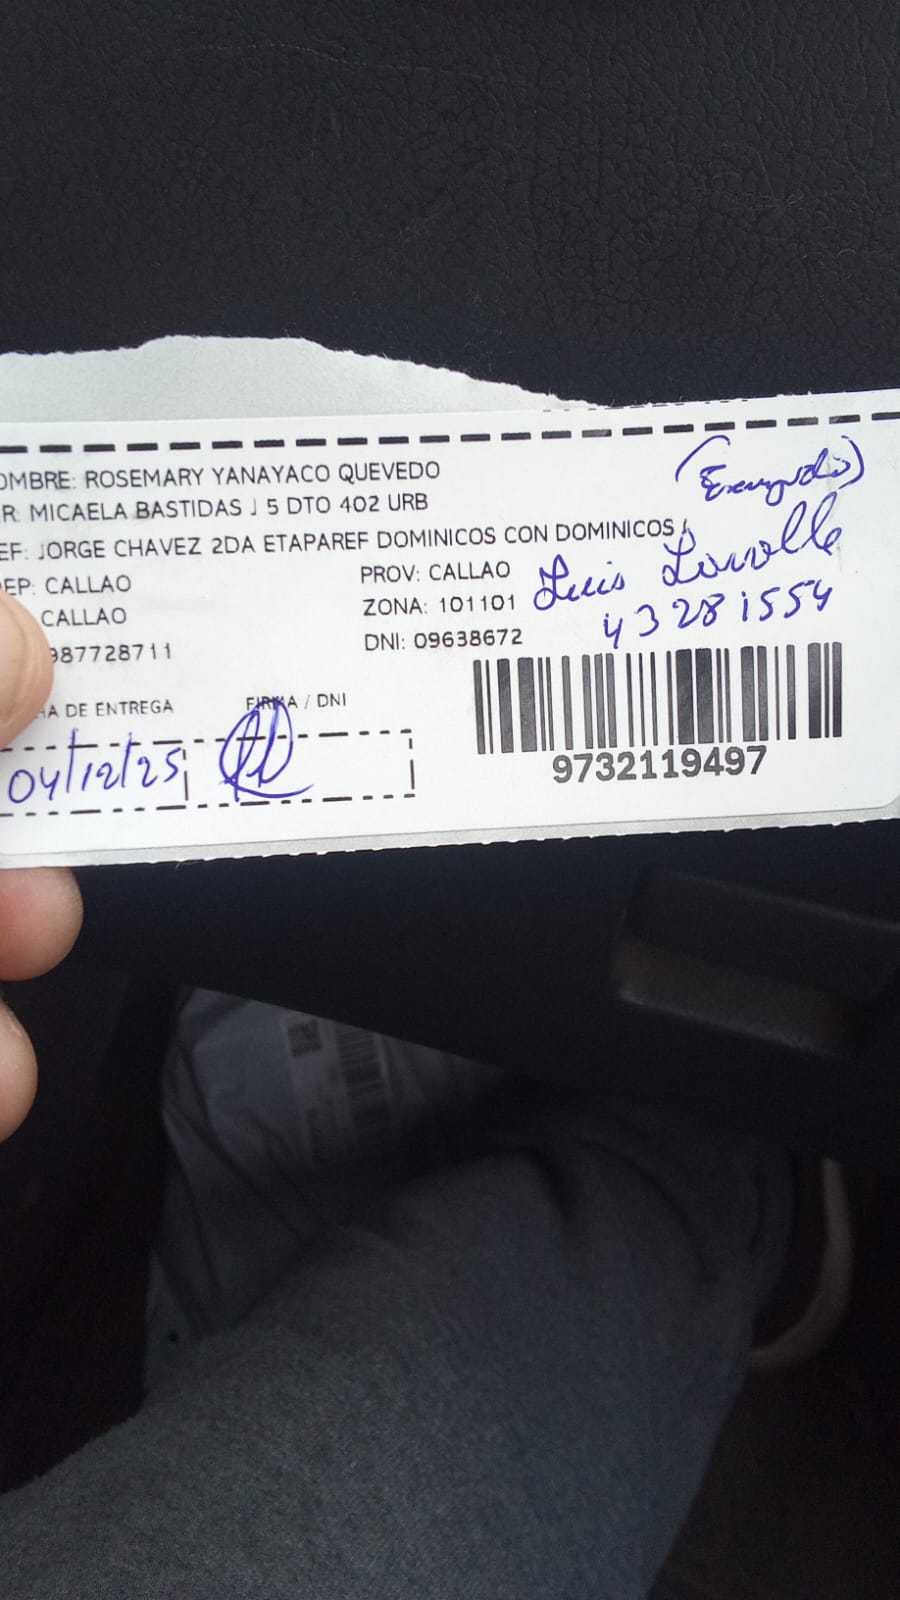 OMBRE: ROSEMARY YANAYACO QUEVEDO
R: MICAELA BASTIDAS J 5 DTO 402 URB
EF: JORGE CHAVEZ 2DA ETAPAREF DOMINICOS CON DOMINICOS /
EP: CALLAO
PROV: CALLAO
CALLAO
ZONA: 101101
987728711
DNI: 09638672
Luis
43281554
HA DE ENTREGA
FIRMA / DNI
04/12/25
9732119497